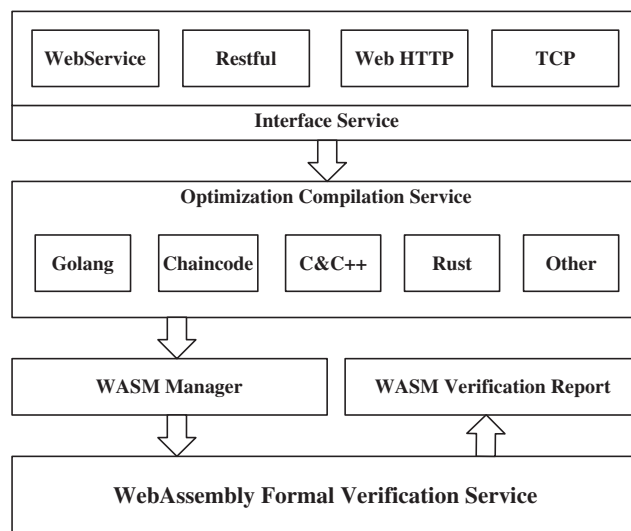 WebService
Restful
Web HTTP
TCP
Interface Service
Optimization Compilation Service
Golang
Chaincode
C&C++
Rust
Other
WASM Manager
WASM Verification Report
WebAssembly Formal Verification Service